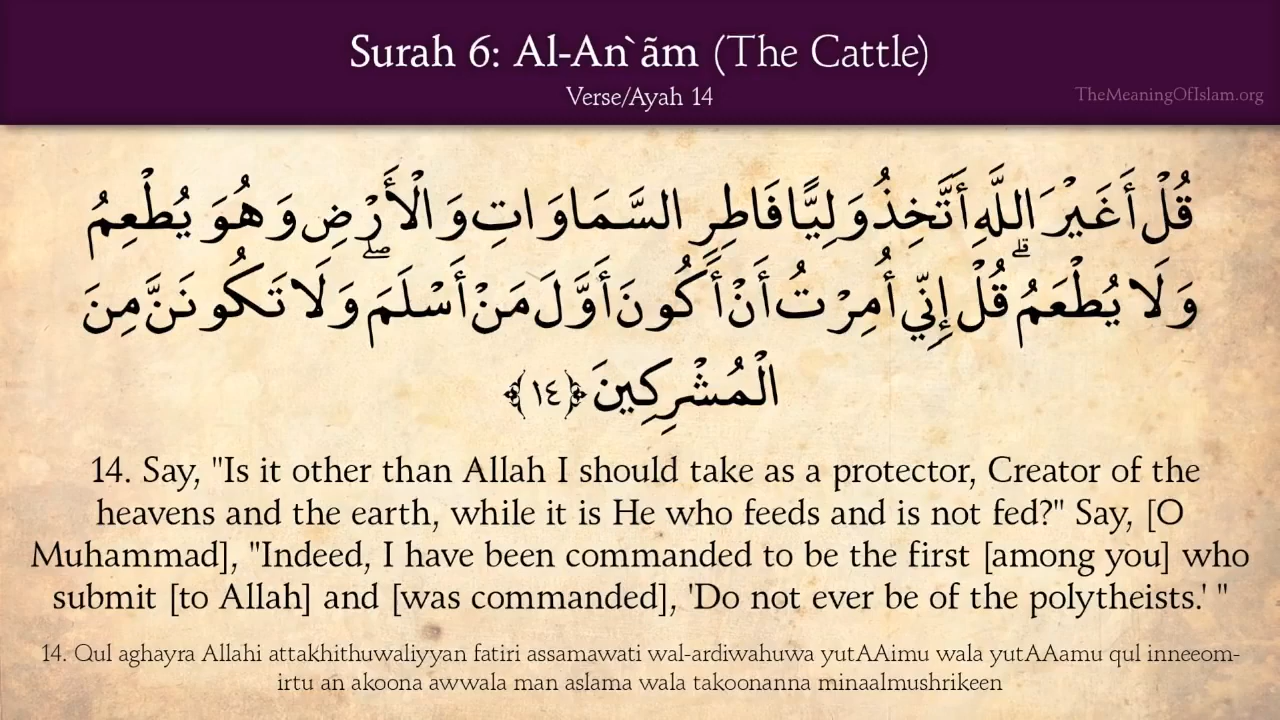 Surah 6: Al-An`ãm (The Cattle)
Verse/Ayah 14
TheMeaningOfIslam.org
قُلْ أَغَيْرَ اللَّهِ أَتَّخِذُ وَلِيًّا فَاطِرِ السَّمَاوَاتِ وَالْأَرْضِ وَهُوَ يُطْعِمُ
وَلَا يُطْعَمُ ۗ قُلْ إِنِّي أُمِرْتُ أَنْ أَكُونَ أَوَّلَ مَنْ أَسْلَمَ ۖ وَلَا تَكُونَنَّ مِنَ
الْمُشْرِكِينَ ﴿١٤﴾
14. Say, "Is it other than Allah I should take as a protector, Creator of the
heavens and the earth, while it is He who feeds and is not fed?" Say, [O
Muhammad], "Indeed, I have been commanded to be the first [among you] who
submit [to Allah] and [was commanded], 'Do not ever be of the polytheists.' "
14. Qul aghayra Allahi attakhithuwaliyyan fatiri assamawati wal-ardiwahuwa yutAAimu wala yutAAamu qul inneeom-
irtu an akoona awwala man aslama wala takoonanna minaalmushrikeen